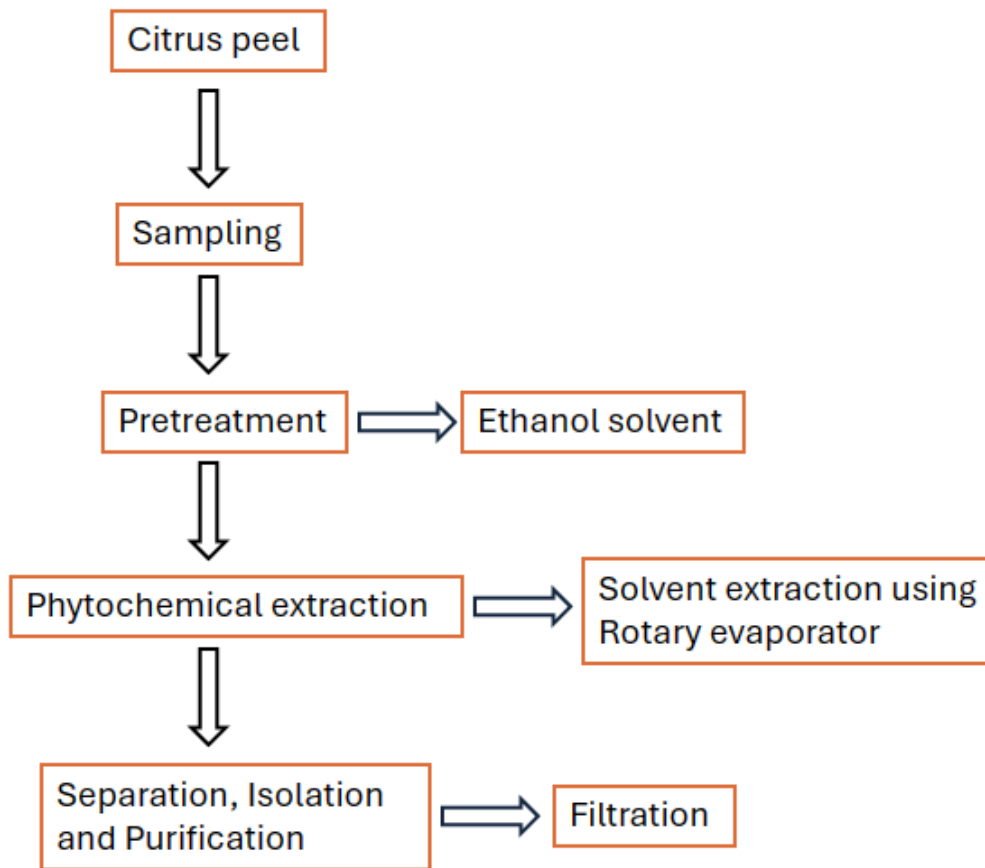 Citrus peel
Sampling
Pretreatment
Ethanol solvent
Phytochemical extraction
Solvent extraction using
Rotary evaporator
Separation, Isolation
and Purification
Filtration